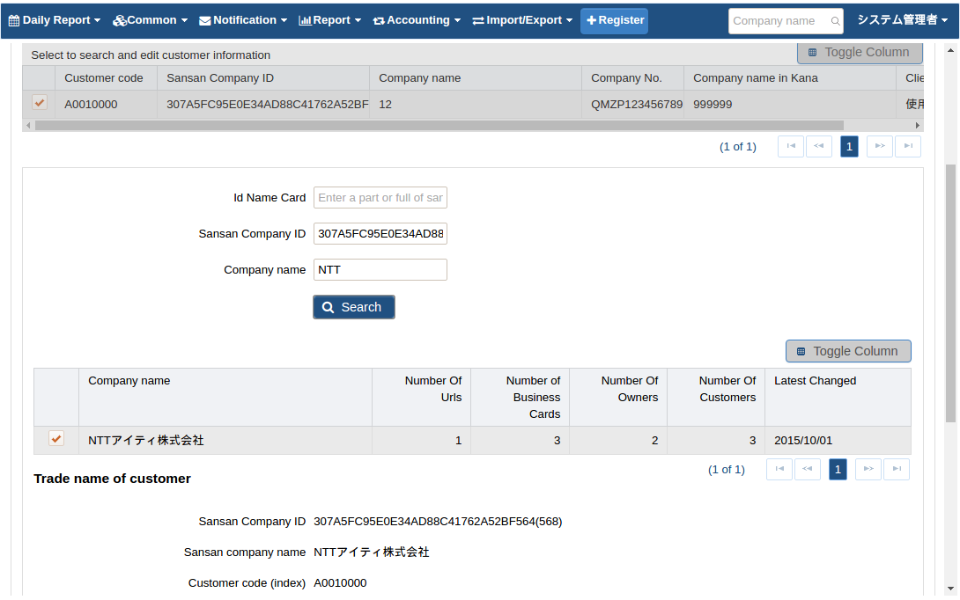 Daily Report Common Notification Report Accounting Import/Export Register Company name システム管理者
Select to search and edit customer information Toggle Column
Customer code Sansan Company ID Company name Company No. Company name in Kana Clie
A0010000 307A5FC95E0E34AD88C41762A52BF 12 QMZP123456789 999999 使用
(1 of 1) 1
Id Name Card Enter a part or full of sar
Sansan Company ID 307A5FC95E0E34AD88
Company name NTT
Search
Toggle Column
Company name Number Of Urls Number of Business Cards Number Of Owners Number Of Customers Latest Changed
NTTアイティ株式会社 1 3 2 3 2015/10/01
(1 of 1) 1
Trade name of customer
Sansan Company ID 307A5FC95E0E34AD88C41762A52BF564(568)
Sansan company name NTTアイティ株式会社
Customer code (index) A0010000